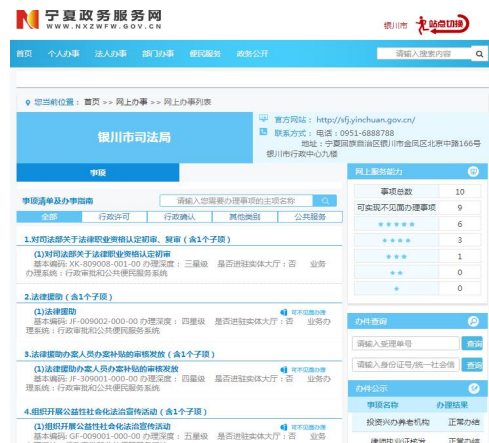 宁夏政务服务网
WWW.NXZWFW.GOV.CN
银川市 站点切换
首页 个人办事 法人办事 部门办事 便民服务 政务公开 请输入搜索内容
您当前位置： 首页 >> 网上办事 >> 网上办事列表
银川市司法局
官方网站： http://sfj.yinchuan.gov.cn/
联系方式： 电话：0951-6888788
地址：宁夏回族自治区银川市金凤区北京中路166号
银川行政中心九楼
事项
网上服务能力
事项清单及办事指南 请输入您需要办理事项的主项名称
全部 行政许可 行政确认 其他类别 公共服务
事项总数 10
可实现不见面办理事项 9
★★★★★ 6
★★★★ 3
★★★ 1
★★ 0
★ 0
1.对司法部关于法律职业资格认定初审、复审（含1个子项）
(1)对司法部关于法律职业资格认定初审
基本编码: XK-809008-001-00 办理深度： 三星级 是否进驻实体大厅：否 业务
办理系统：行政审批和公共便民服务系统
2.法律援助（含1个子项）
(1)法律援助 可不见面办理
基本编码: JF-009002-000-00 办理深度： 四星级 是否进驻实体大厅：否 业务办
理系统：行政审批和公共便民服务系统
3.法律援助办案人员办案补贴的审核发放（含1个子项）
(1)法律援助办案人员办案补贴的审核发放 可不见面办理
基本编码: JF-309001-000-00 办理深度： 四星级 是否进驻实体大厅：否 业务办
理系统：行政审批和公共便民服务系统
4.组织开展公益性社会化法治宣传活动（含1个子项）
(1)组织开展公益性社会化法治宣传活动 可不见面办理
基本编码: GF-009001-000-00 办理深度： 五星级 是否进驻实体大厅：否 业务
办件查询
请输入受理单号 查询
请输入身份证号/统一社会信 查询
办件公示
事项名称 办理结果
投资兴办养老机构 正常办结
律师执业证核发 正常办结